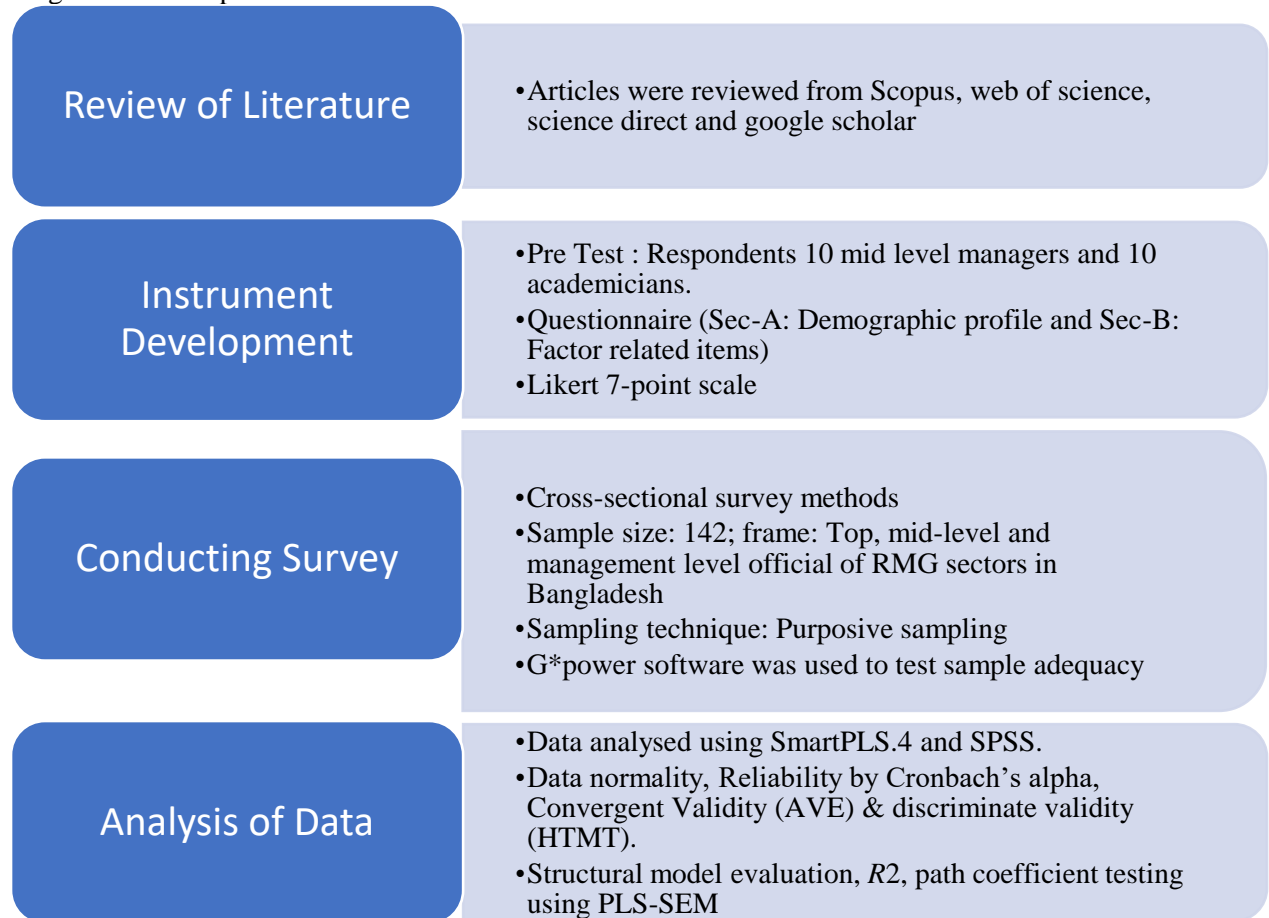 Review of Literature
•Articles were reviewed from Scopus, web of science,
science direct and google scholar
Instrument
Development
•Pre Test : Respondents 10 mid level managers and 10
academicians.
•Questionnaire (Sec-A: Demographic profile and Sec-B:
Factor related items)
•Likert 7-point scale
Conducting Survey
•Cross-sectional survey methods
•Sample size: 142; frame: Top, mid-level and
management level official of RMG sectors in
Bangladesh
•Sampling technique: Purposive sampling
•G*power software was used to test sample adequacy
Analysis of Data
•Data analysed using SmartPLS.4 and SPSS.
•Data normality, Reliability by Cronbach’s alpha,
Convergent Validity (AVE) & discriminate validity
(HTMT).
•Structural model evaluation, R2, path coefficient testing
using PLS-SEM